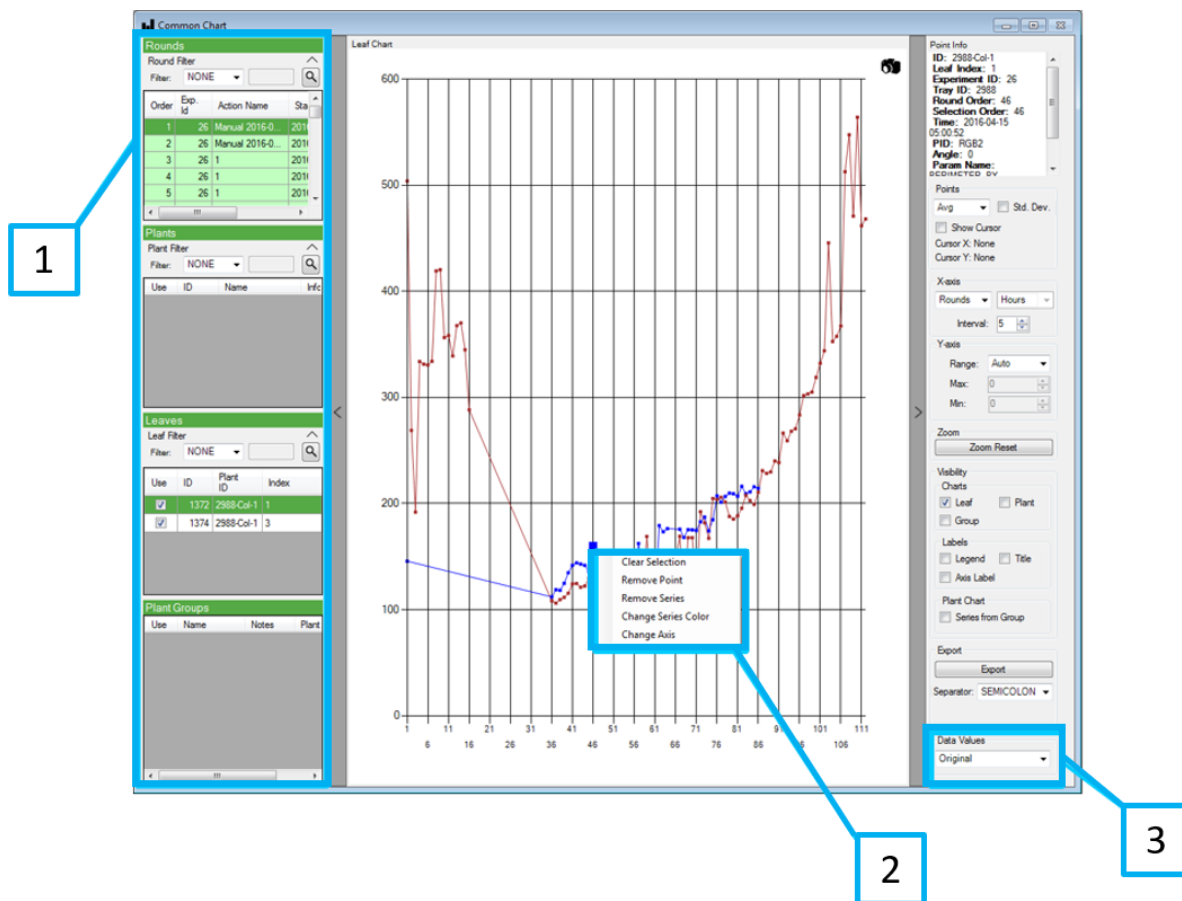 Common Chart
Rounds
Round Filter
Filter: NONE
Order Exp. Id Action Name Sta
1 26 Manual 2016-0... 2016
2 26 Manual 2016-0... 2016
3 26 1 2016
4 26 1 2016
5 26 1 2016
Plants
Plant Filter
Filter: NONE
Use ID Name Info
Leaves
Leaf Filter
Filter: NONE
Use ID Plant ID Index
1372 2988-Col-1 1
1374 2988-Col-1 3
Plant Groups
Use Name Notes Plant
1
Leaf Chart
600
500
400
300
200
100
0
1 11 21 31 41 51 61 71 81 91 101 111
6 16 26 36 46 56 66 76 86 106
Clear Selection
Remove Point
Remove Series
Change Series Color
Change Axis
2
Point Info
ID: 2988-Col-1
Leaf Index: 1
Experiment ID: 26
Tray ID: 2988
Round Order: 46
Selection Order: 46
Time: 2016-04-15
05:00:52
PID: RGB2
Angle: 0
Param Name:
PERIMETER_PX
Points
Avg Std. Dev.
Show Cursor
Cursor X: None
Cursor Y: None
X-axis
Rounds Hours
Interval: 5
Y-axis
Range: Auto
Max: 0
Min: 0
Zoom
Zoom Reset
Visibility
Charts
Leaf Plant
Group
Labels
Legend Title
Axis Label
Plant Chart
Series from Group
Export
Export
Separator: SEMICOLON
Data Values
Original
3